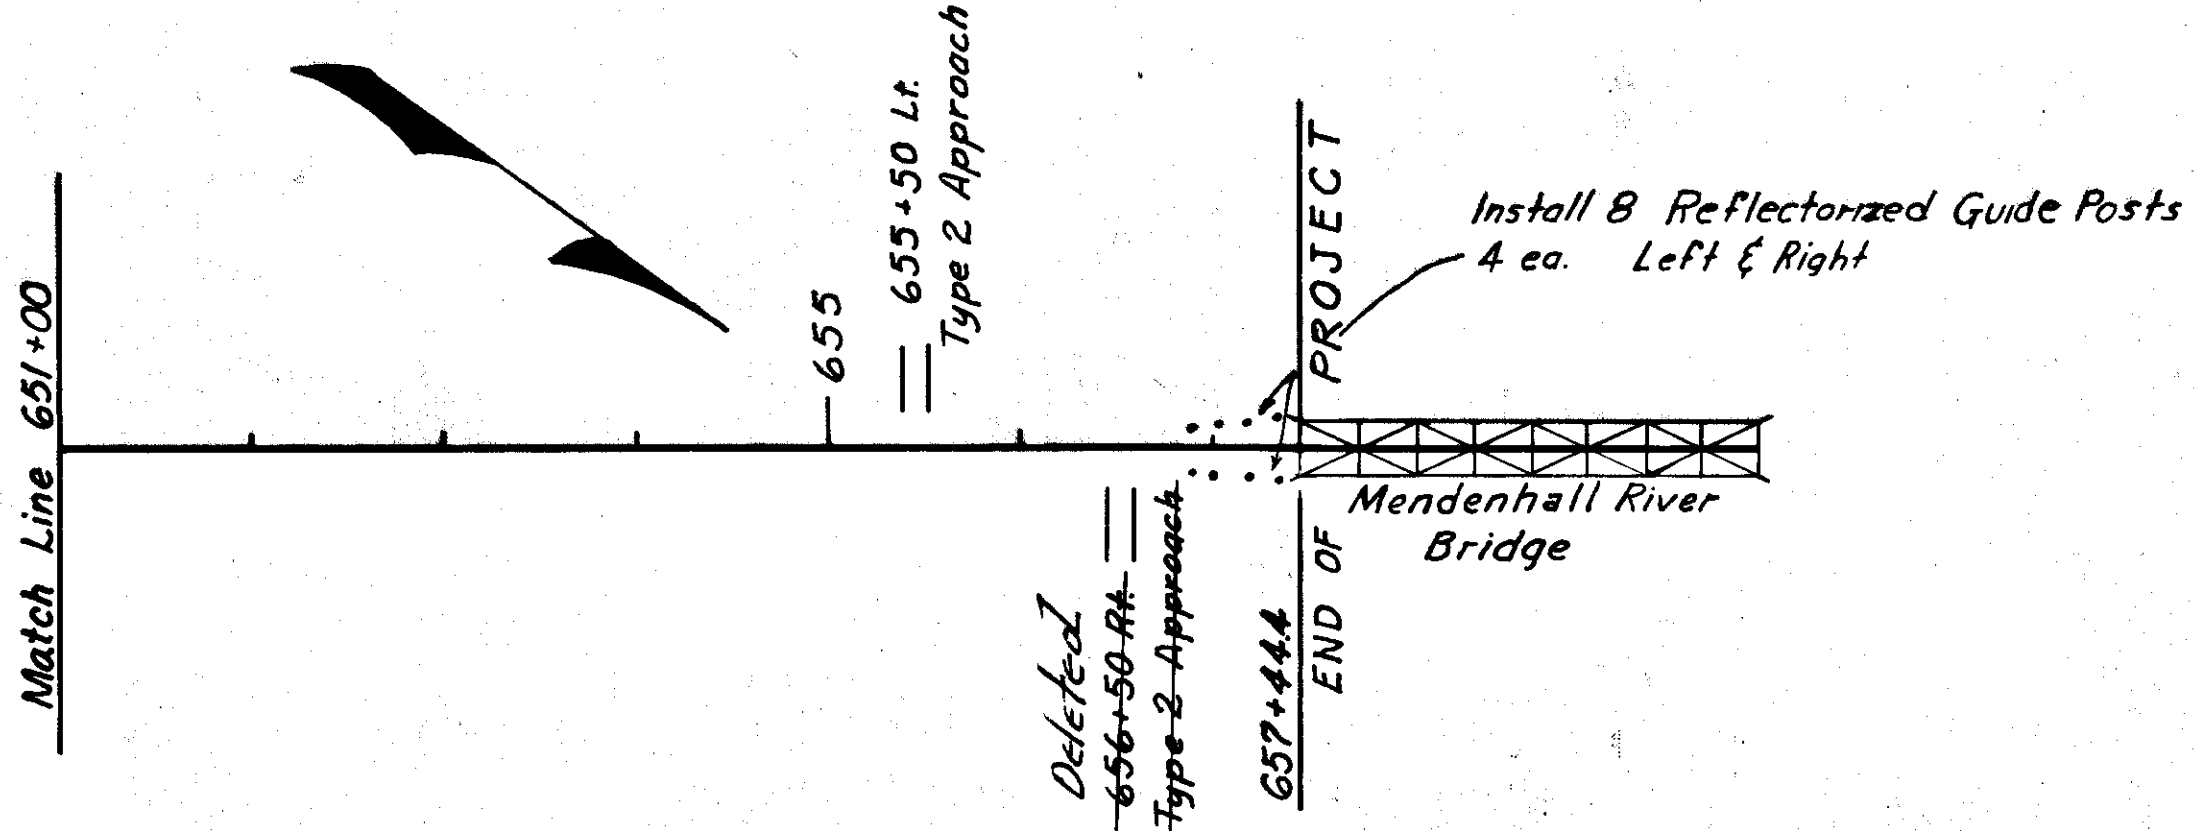 Match Line 651+00
655
655+50 Lt.
Type 2 Approach
Deleted
656+50 Rt.
Type 2 Approach
657+44.4
END OF PROJECT
Install 8 Reflectorized Guide Posts
4 ea. Left & Right
Mendenhall River
Bridge